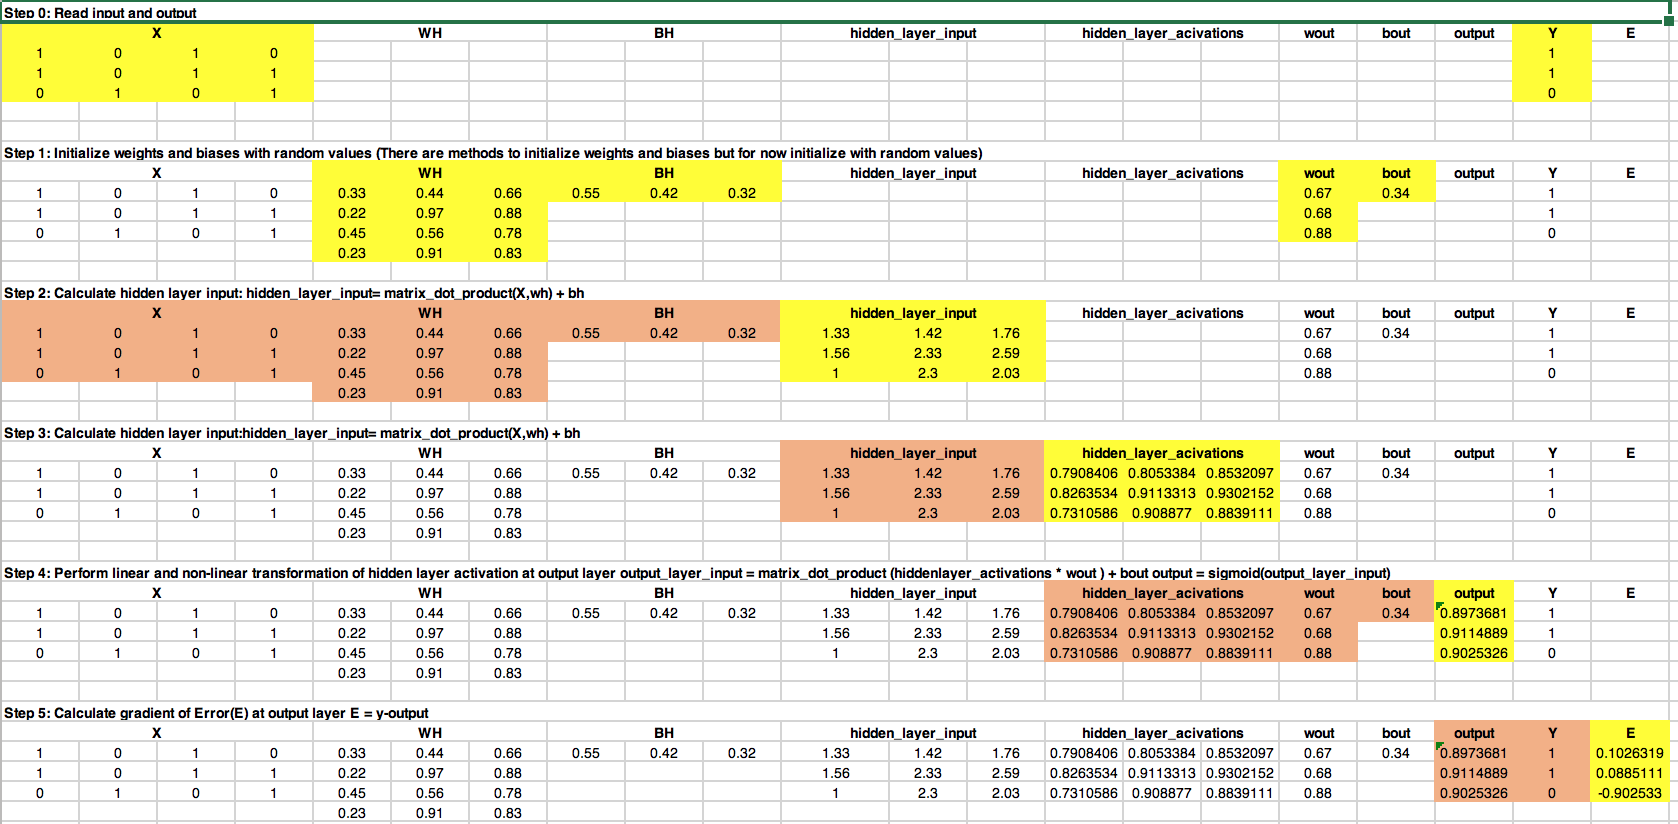 Step 0: Read input and output
X WH BH hidden_layer_input hidden_layer_acivations wout bout output Y E
1 0 1 0 1
1 0 1 1 1
0 1 0 1 0
Step 1: Initialize weights and biases with random values (There are methods to initialize weights and biases but for now initialize with random values)
X WH BH hidden_layer_input hidden_layer_acivations wout bout output Y E
1 0 1 0 0.33 0.44 0.66 0.55 0.42 0.32 0.67 0.34 1
1 0 1 1 0.22 0.97 0.88 0.68 1
0 1 0 1 0.45 0.56 0.78 0.88 0
0.23 0.91 0.83
Step 2: Calculate hidden layer input: hidden_layer_input= matrix_dot_product(X,wh) + bh
X WH BH hidden_layer_input hidden_layer_acivations wout bout output Y E
1 0 1 0 0.33 0.44 0.66 0.55 0.42 0.32 1.33 1.42 1.76 0.67 0.34 1
1 0 1 1 0.22 0.97 0.88 1.56 2.33 2.59 0.68 1
0 1 0 1 0.45 0.56 0.78 1 2.3 2.03 0.88 0
0.23 0.91 0.83
Step 3: Calculate hidden layer input:hidden_layer_input= matrix_dot_product(X,wh) + bh
X WH BH hidden_layer_input hidden_layer_acivations wout bout output Y E
1 0 1 0 0.33 0.44 0.66 0.55 0.42 0.32 1.33 1.42 1.76 0.7908406 0.8053384 0.8532097 0.67 0.34 1
1 0 1 1 0.22 0.97 0.88 1.56 2.33 2.59 0.8263534 0.9113313 0.9302152 0.68 1
0 1 0 1 0.45 0.56 0.78 1 2.3 2.03 0.7310586 0.908877 0.8839111 0.88 0
0.23 0.91 0.83
Step 4: Perform linear and non-linear transformation of hidden layer activation at output layer output_layer_input = matrix_dot_product (hiddenlayer_activations * wout ) + bout output = sigmoid(output_layer_input)
X WH BH hidden_layer_input hidden_layer_acivations wout bout output Y E
1 0 1 0 0.33 0.44 0.66 0.55 0.42 0.32 1.33 1.42 1.76 0.7908406 0.8053384 0.8532097 0.67 0.34 0.8973681 1
1 0 1 1 0.22 0.97 0.88 1.56 2.33 2.59 0.8263534 0.9113313 0.9302152 0.68 0.9114889 1
0 1 0 1 0.45 0.56 0.78 1 2.3 2.03 0.7310586 0.908877 0.8839111 0.88 0.9025326 0
0.23 0.91 0.83
Step 5: Calculate gradient of Error(E) at output layer E = y-output
X WH BH hidden_layer_input hidden_layer_acivations wout bout output Y E
1 0 1 0 0.33 0.44 0.66 0.55 0.42 0.32 1.33 1.42 1.76 0.7908406 0.8053384 0.8532097 0.67 0.34 0.8973681 1 0.1026319
1 0 1 1 0.22 0.97 0.88 1.56 2.33 2.59 0.8263534 0.9113313 0.9302152 0.68 0.9114889 1 0.0885111
0 1 0 1 0.45 0.56 0.78 1 2.3 2.03 0.7310586 0.908877 0.8839111 0.88 0.9025326 0 -0.902533
0.23 0.91 0.83